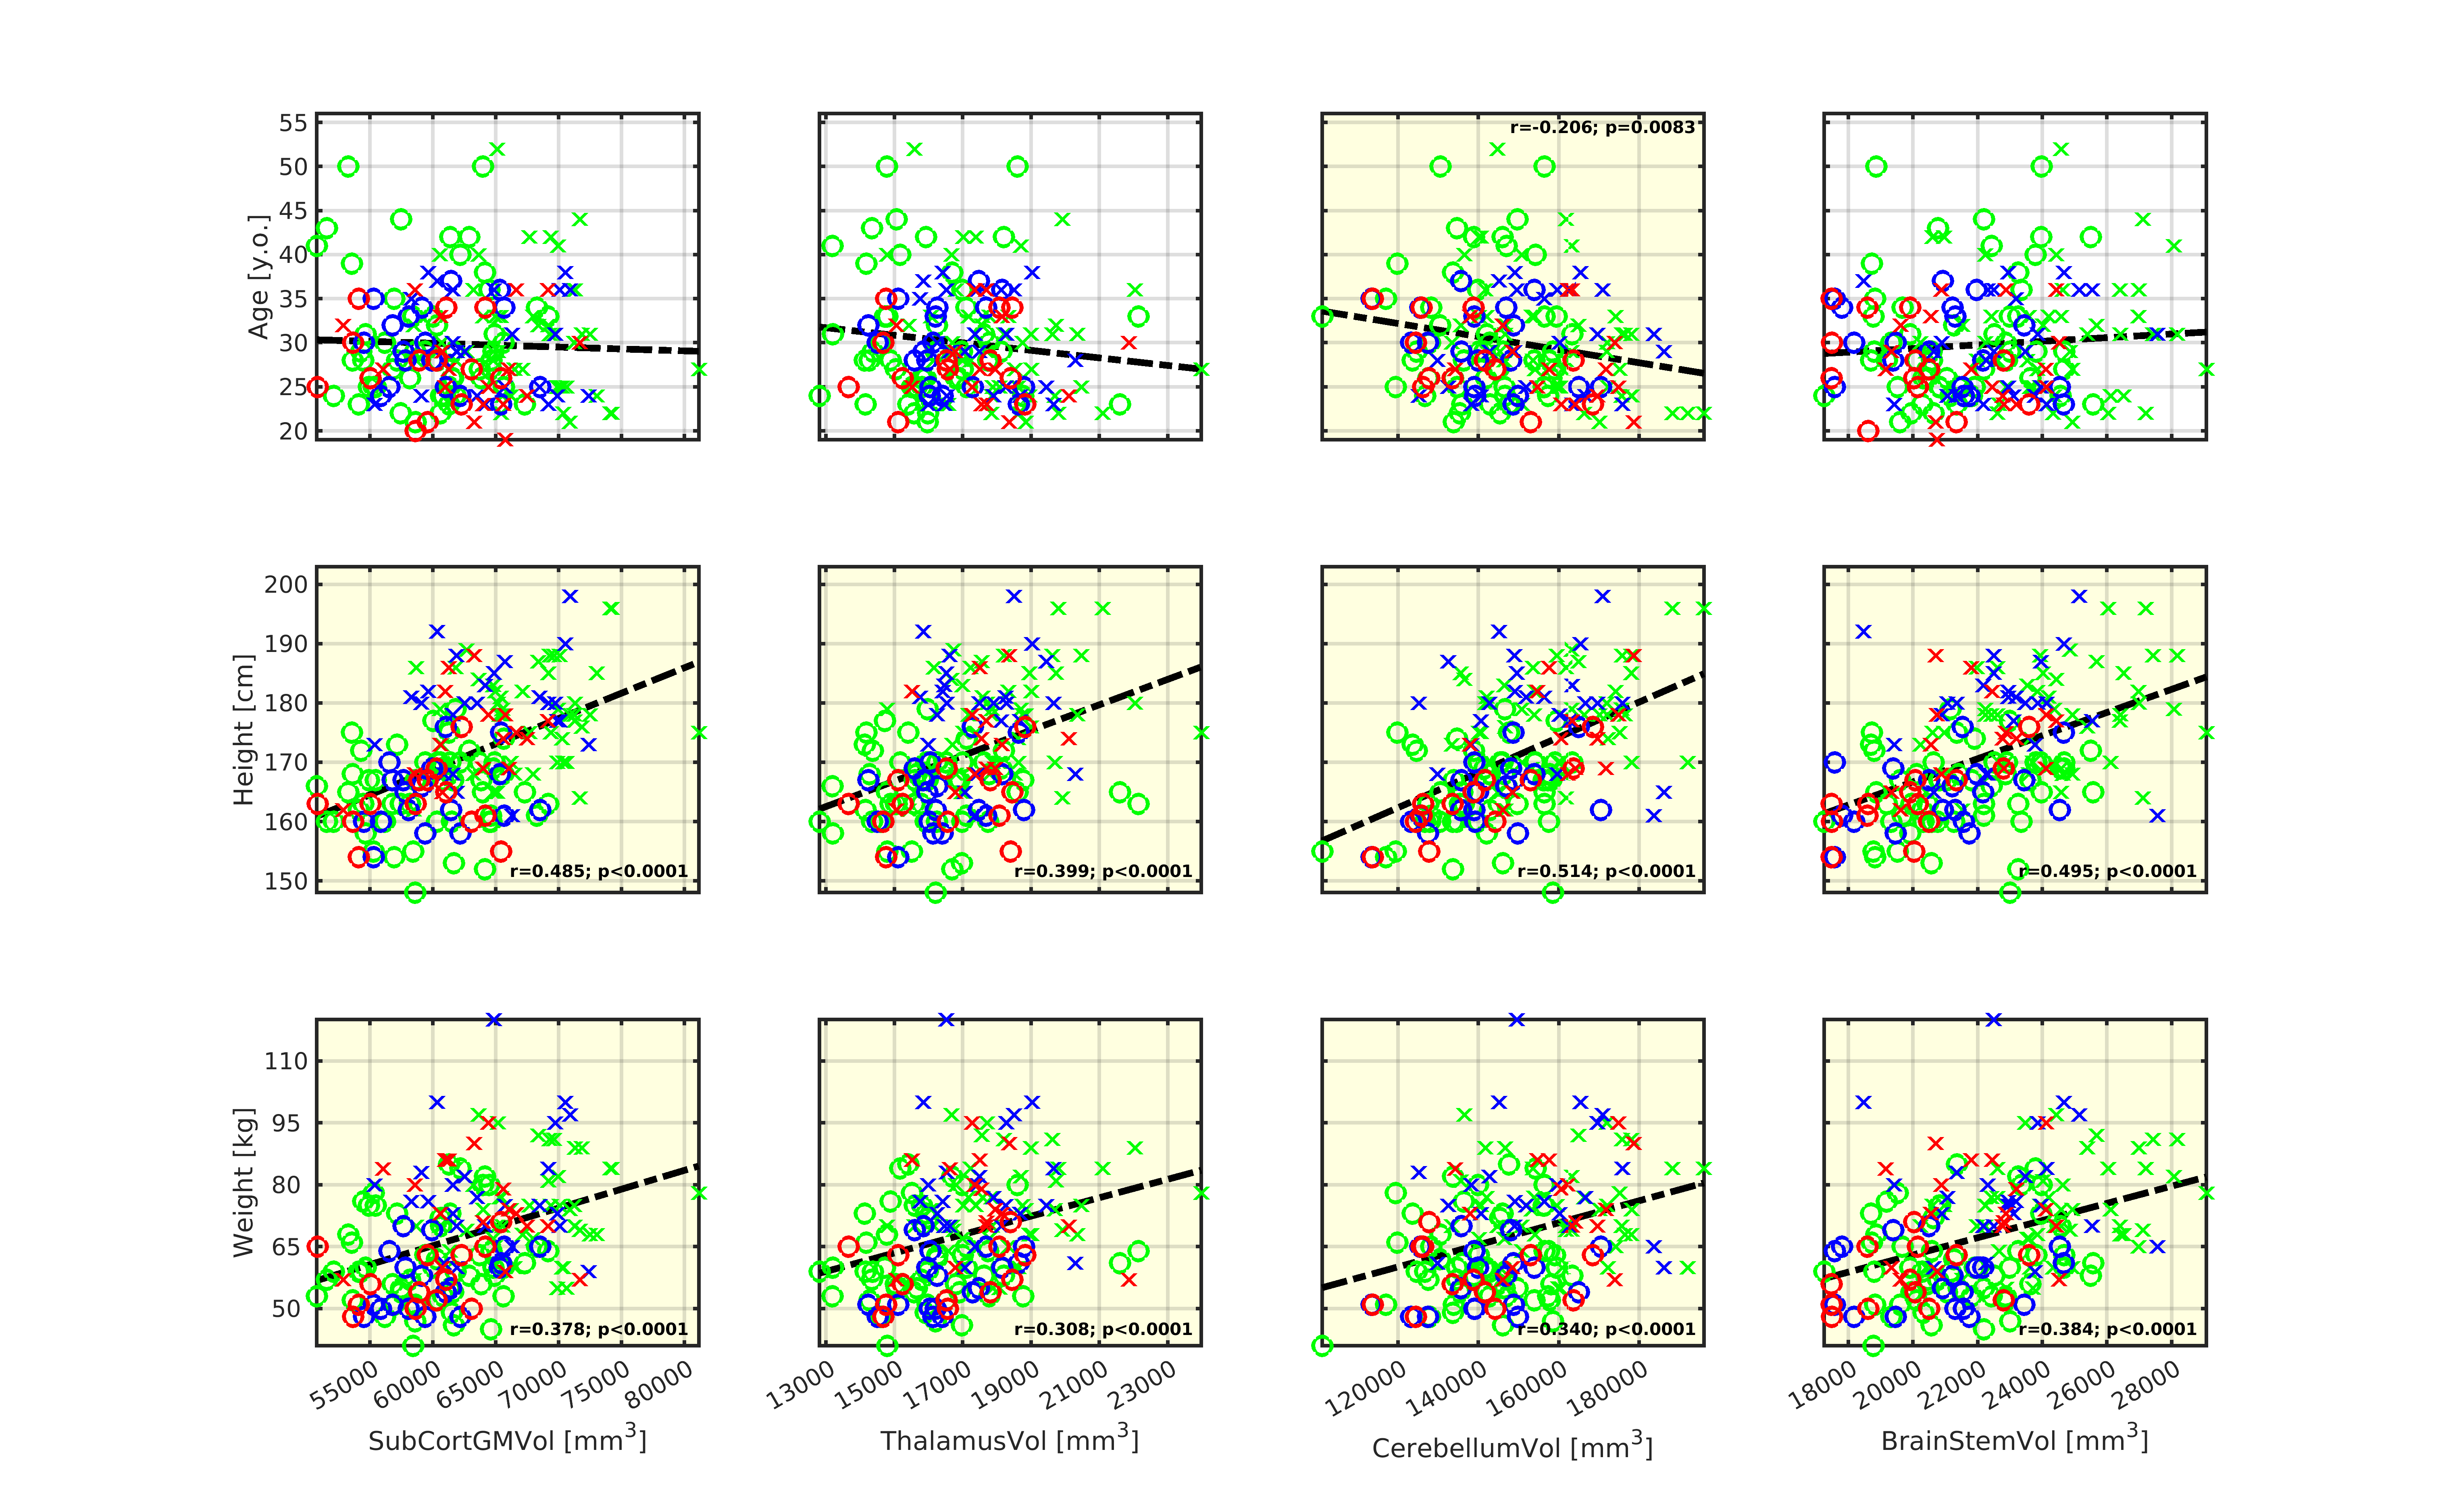 55
50
45
40
35
30
25
20
Age [y.o.]
r=-0.206; p=0.0083
200
190
180
170
160
150
Height [cm]
r=0.485; p<0.0001
r=0.399; p<0.0001
r=0.514; p<0.0001
r=0.495; p<0.0001
110
95
80
65
50
Weight [kg]
r=0.378; p<0.0001
r=0.308; p<0.0001
r=0.340; p<0.0001
r=0.384; p<0.0001
55000 60000 65000 70000 75000 80000
13000 15000 17000 19000 21000 23000
120000 140000 160000 180000
18000 20000 22000 24000 26000 28000
SubCortGMVol [mm³]
ThalamusVol [mm³]
CerebellumVol [mm³]
BrainStemVol [mm³]